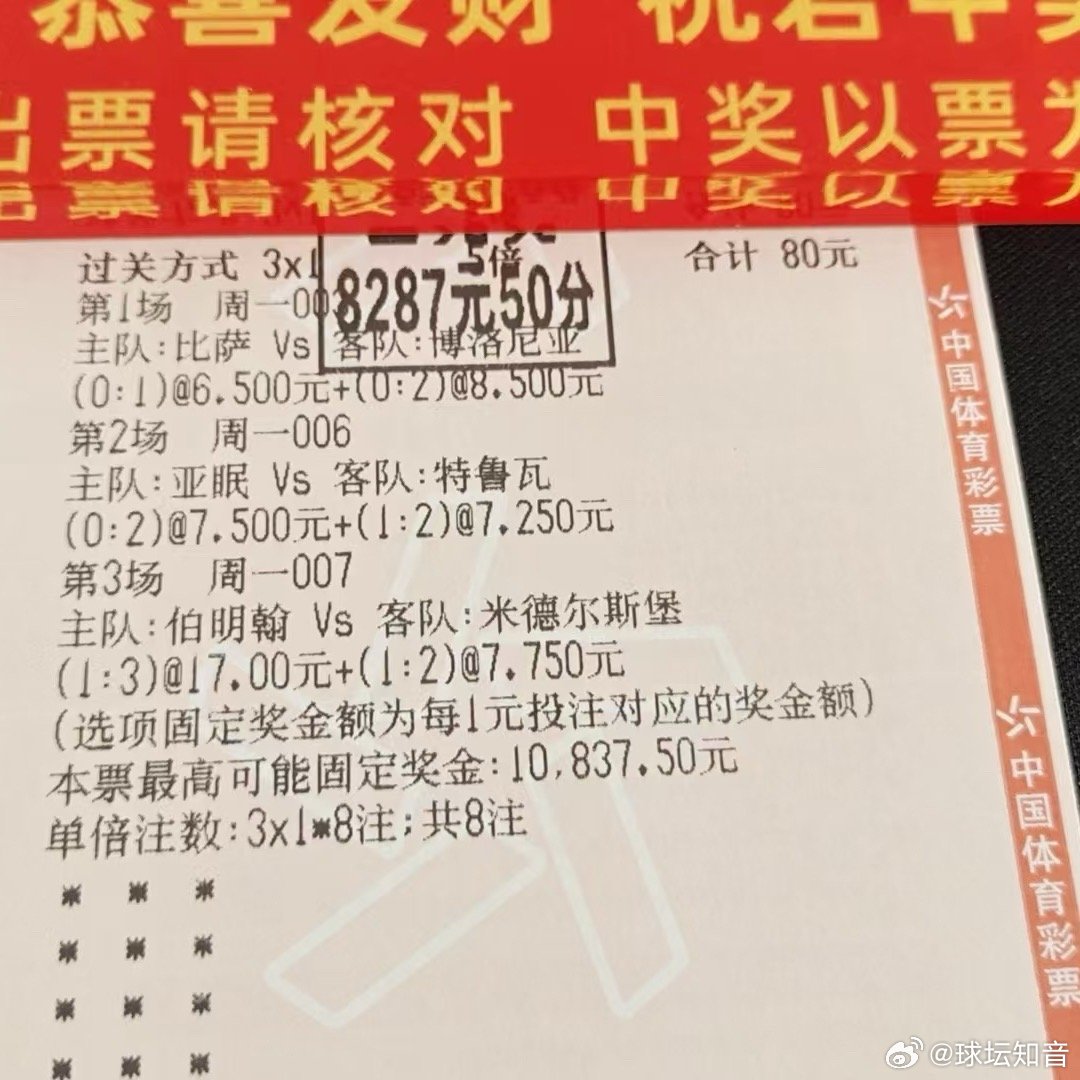 恭喜发财 祝君中奖
出票请核对 中奖以票为
出票请核对 中奖以票
过关方式 3x1 5倍 合计 80元
8287元50分
第1场 周一00
主队:比萨 Vs 客队:博洛尼亚
(0:1)@6.500元+(0:2)@8.500元
第2场 周一006
主队:亚眠 Vs 客队:特鲁瓦
(0:2)@7.500元+(1:2)@7.250元
第3场 周一007
主队:伯明翰 Vs 客队:米德尔斯堡
(1:3)@17.00元+(1:2)@7.750元
(选项固定奖金额为每1元投注对应的奖金额)
本票最高可能固定奖金:10,837.50元
单倍注数:3x1*8注;共8注
* * *
* * *
* * *
* * *
中国体育彩票
中国体育彩票
@球坛知音